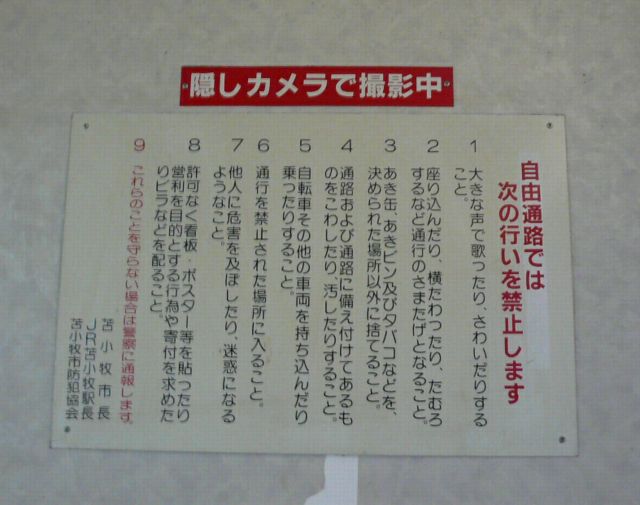 隠しカメラで撮影中
自由通路では
次の行いを禁止します
1 大きな声で歌ったり、さわいだりする
こと。
2 座り込んだり、横たわったり、たむろ
するなど通行のさまたげとなること。
3 あき缶、あきビン及びタバコなどを、
決められた場所以外に捨てること。
4 通路および通路に備え付けてあるも
のをこわしたり、汚したりすること。
5 自転車その他の車両を持ち込んだり
乗ったりすること。
6 通行を禁止された場所に入ること。
7 他人に危害を及ぼしたり、迷惑になる
ようなこと。
8 許可なく看板・ポスター等を貼ったり
営利を目的とする行為や寄付を求めた
りビラなどを配ること。
9 これらのことを守らない場合は警察に通報します。
苫小牧市長
JR苫小牧駅長
苫小牧市防犯協会